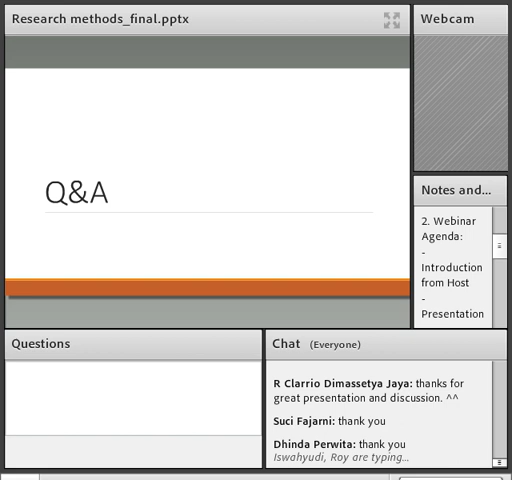 Research methods_final.pptx
Webcam
Q&A
Notes and...
2. Webinar
Agenda:
-
Introduction
from Host
-
Presentation
Questions
Chat (Everyone)
R Clarrio Dimassetya Jaya: thanks for
great presentation and discussion. ^^
Suci Fajarni: thank you
Dhinda Perwita: thank you
Iswahyudi, Roy are typing...